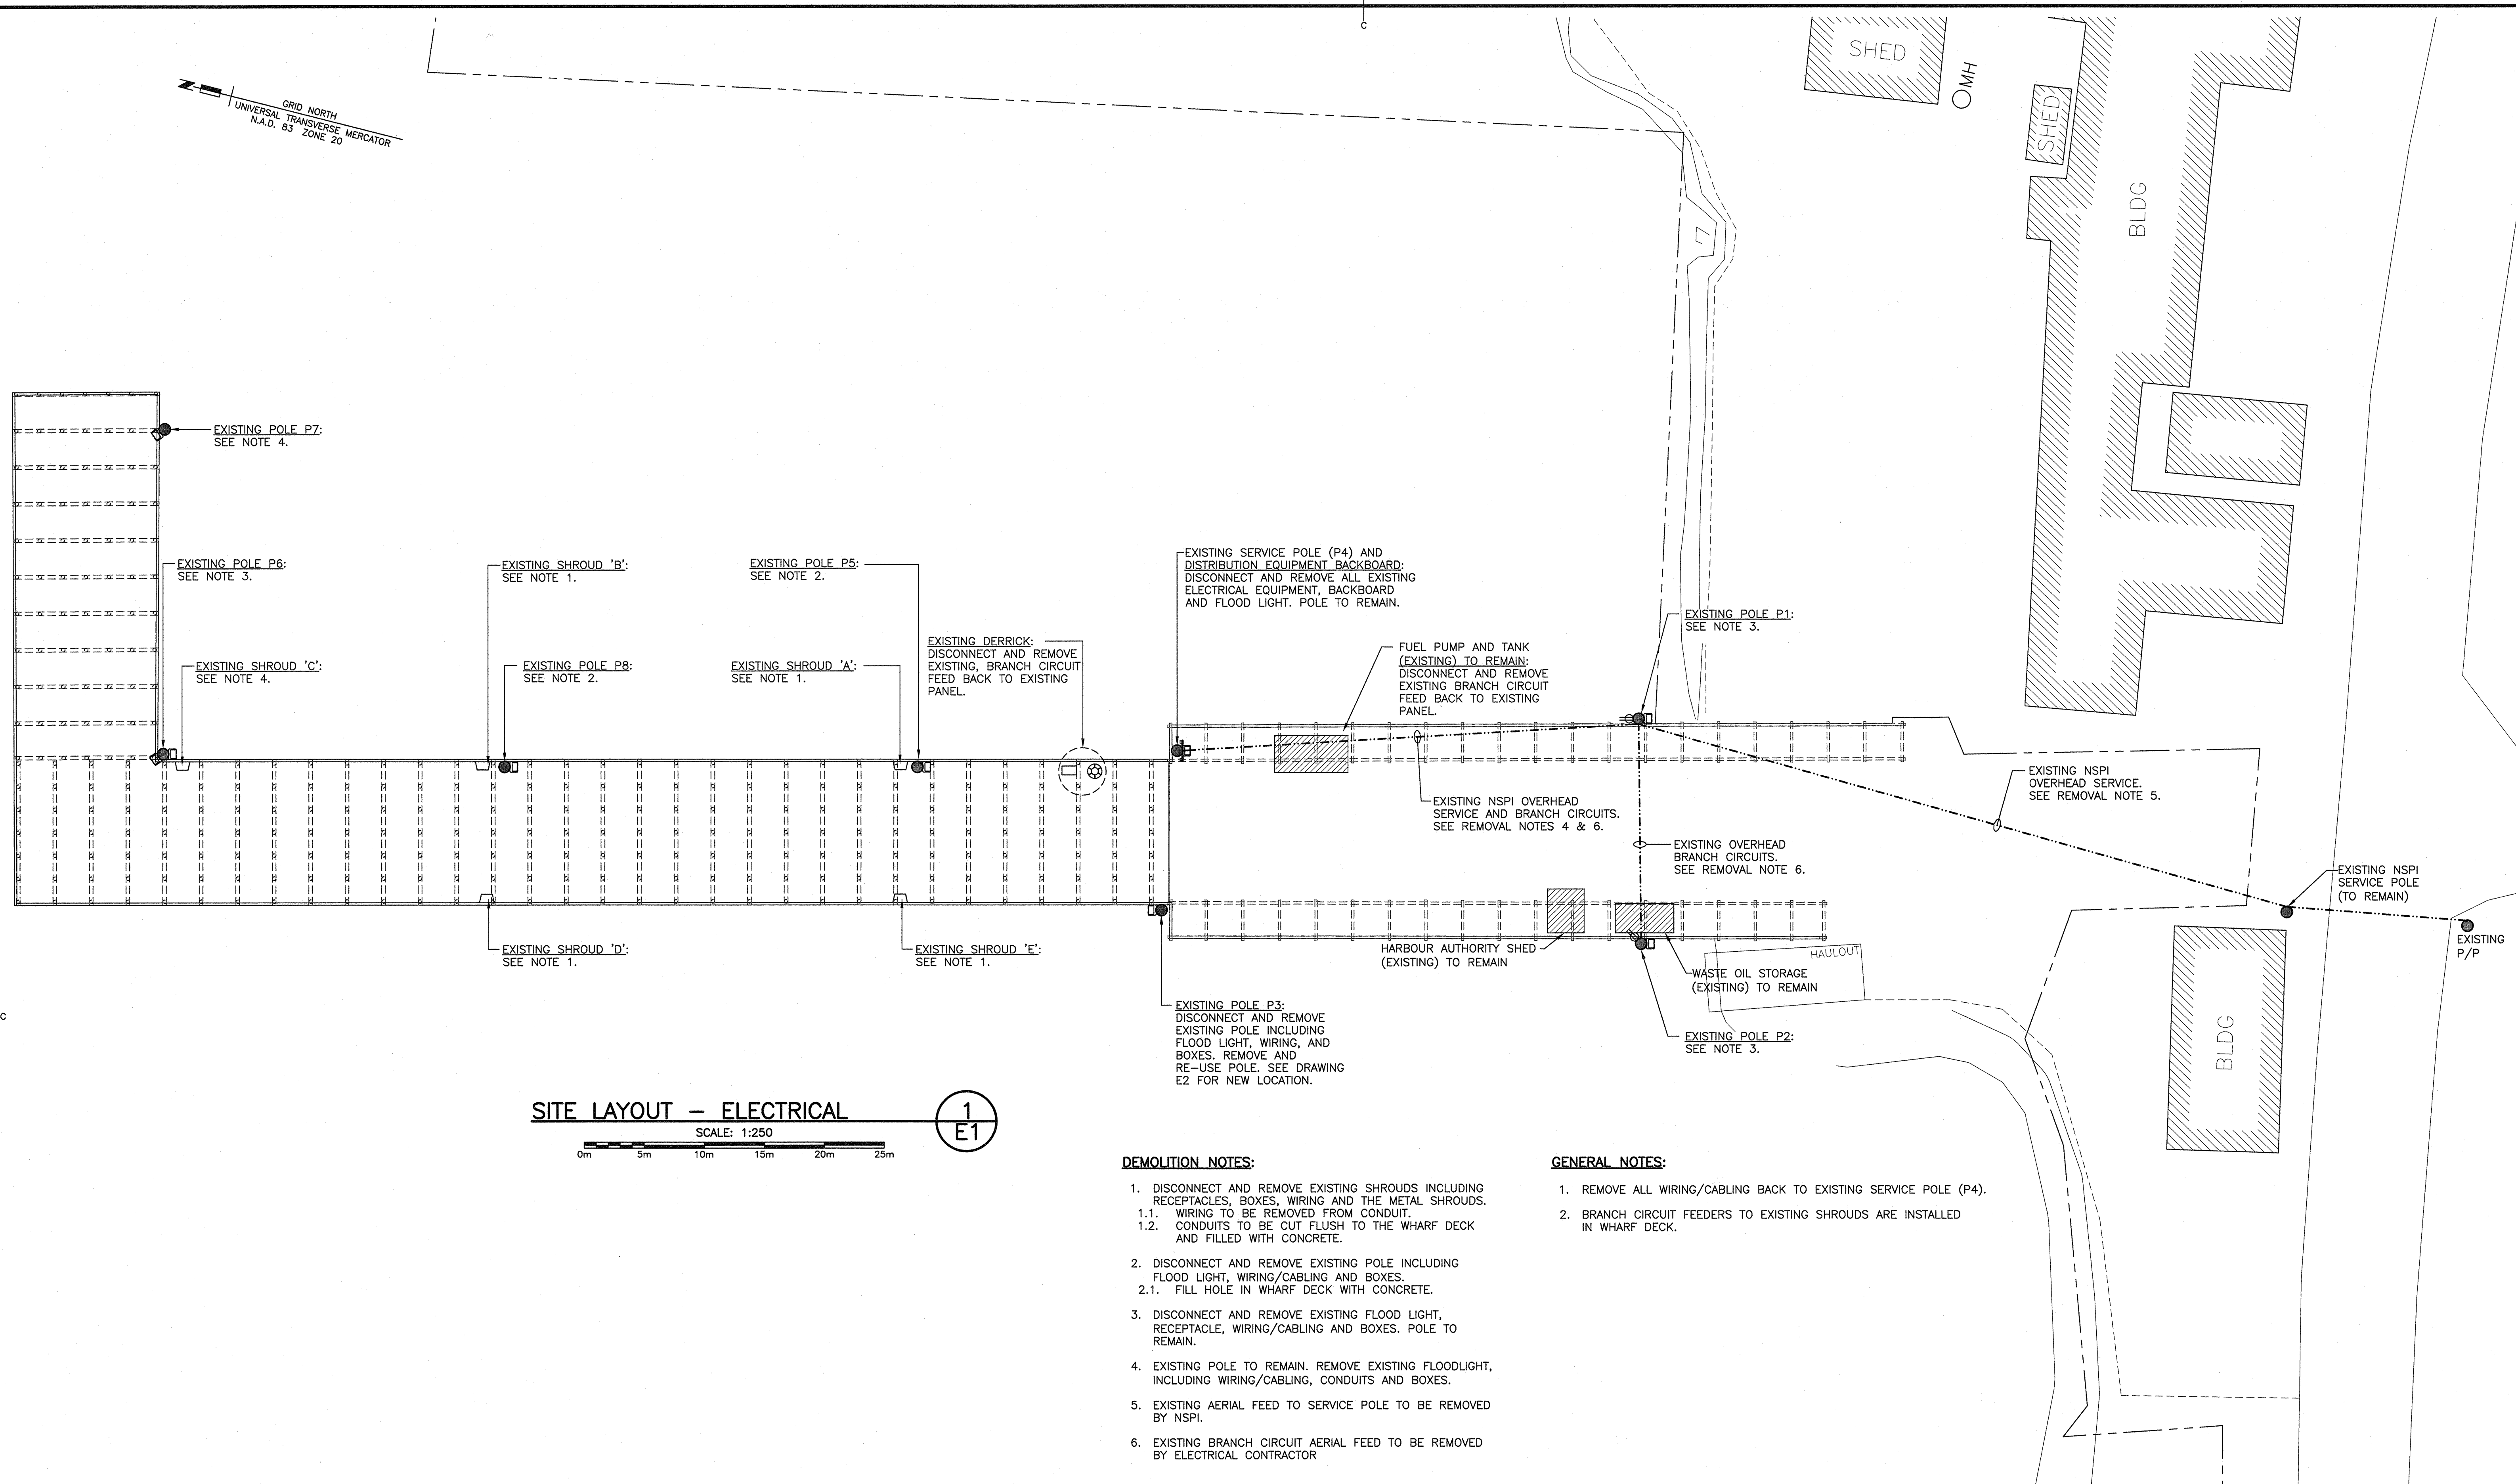 C
SHED
MH
SHED
BLDG
N
GRID NORTH
UNIVERSAL TRANSVERSE MERCATOR
N.A.D. 83 ZONE 20
EXISTING POLE P7:
SEE NOTE 4.
EXISTING POLE P6:
SEE NOTE 3.
EXISTING SHROUD 'B':
SEE NOTE 1.
EXISTING POLE P5:
SEE NOTE 2.
EXISTING SERVICE POLE (P4) AND
DISTRIBUTION EQUIPMENT BACKBOARD:
DISCONNECT AND REMOVE ALL EXISTING
ELECTRICAL EQUIPMENT, BACKBOARD
AND FLOOD LIGHT. POLE TO REMAIN.
EXISTING POLE P1:
SEE NOTE 3.
EXISTING SHROUD 'C':
SEE NOTE 4.
EXISTING POLE P8:
SEE NOTE 2.
EXISTING SHROUD 'A':
SEE NOTE 1.
EXISTING DERRICK:
DISCONNECT AND REMOVE
EXISTING, BRANCH CIRCUIT
FEED BACK TO EXISTING
PANEL.
FUEL PUMP AND TANK
(EXISTING) TO REMAIN:
DISCONNECT AND REMOVE
EXISTING BRANCH CIRCUIT
FEED BACK TO EXISTING
PANEL.
EXISTING NSPI OVERHEAD
SERVICE AND BRANCH CIRCUITS.
SEE REMOVAL NOTES 4 & 6.
EXISTING NSPI
OVERHEAD SERVICE.
SEE REMOVAL NOTE 5.
EXISTING OVERHEAD
BRANCH CIRCUITS.
SEE REMOVAL NOTE 6.
EXISTING NSPI
SERVICE POLE
(TO REMAIN)
EXISTING
P/P
EXISTING SHROUD 'D':
SEE NOTE 1.
EXISTING SHROUD 'E':
SEE NOTE 1.
HARBOUR AUTHORITY SHED
(EXISTING) TO REMAIN
HAULOUT
WASTE OIL STORAGE
(EXISTING) TO REMAIN
EXISTING POLE P3:
DISCONNECT AND REMOVE
EXISTING POLE INCLUDING
FLOOD LIGHT, WIRING, AND
BOXES. REMOVE AND
RE-USE POLE. SEE DRAWING
E2 FOR NEW LOCATION.
EXISTING POLE P2:
SEE NOTE 3.
BLDG
C
SITE LAYOUT – ELECTRICAL
1
E1
SCALE: 1:250
0m 5m 10m 15m 20m 25m
DEMOLITION NOTES:
1. DISCONNECT AND REMOVE EXISTING SHROUDS INCLUDING
RECEPTACLES, BOXES, WIRING AND THE METAL SHROUDS.
1.1. WIRING TO BE REMOVED FROM CONDUIT.
1.2. CONDUITS TO BE CUT FLUSH TO THE WHARF DECK
AND FILLED WITH CONCRETE.
2. DISCONNECT AND REMOVE EXISTING POLE INCLUDING
FLOOD LIGHT, WIRING/CABLING AND BOXES.
2.1. FILL HOLE IN WHARF DECK WITH CONCRETE.
3. DISCONNECT AND REMOVE EXISTING FLOOD LIGHT,
RECEPTACLE, WIRING/CABLING AND BOXES. POLE TO
REMAIN.
4. EXISTING POLE TO REMAIN. REMOVE EXISTING FLOODLIGHT,
INCLUDING WIRING/CABLING, CONDUITS AND BOXES.
5. EXISTING AERIAL FEED TO SERVICE POLE TO BE REMOVED
BY NSPI.
6. EXISTING BRANCH CIRCUIT AERIAL FEED TO BE REMOVED
BY ELECTRICAL CONTRACTOR
GENERAL NOTES:
1. REMOVE ALL WIRING/CABLING BACK TO EXISTING SERVICE POLE (P4).
2. BRANCH CIRCUIT FEEDERS TO EXISTING SHROUDS ARE INSTALLED
IN WHARF DECK.